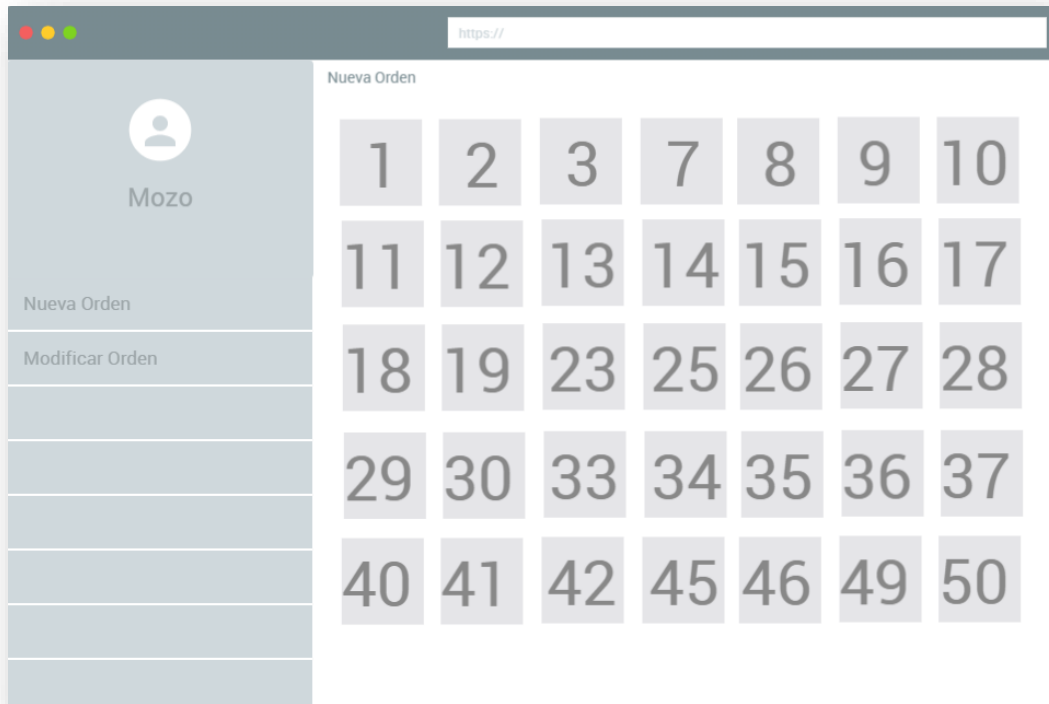 https://
Nueva Orden
Mozo
Nueva Orden
Modificar Orden
1 2 3 7 8 9 10
11 12 13 14 15 16 17
18 19 23 25 26 27 28
29 30 33 34 35 36 37
40 41 42 45 46 49 50